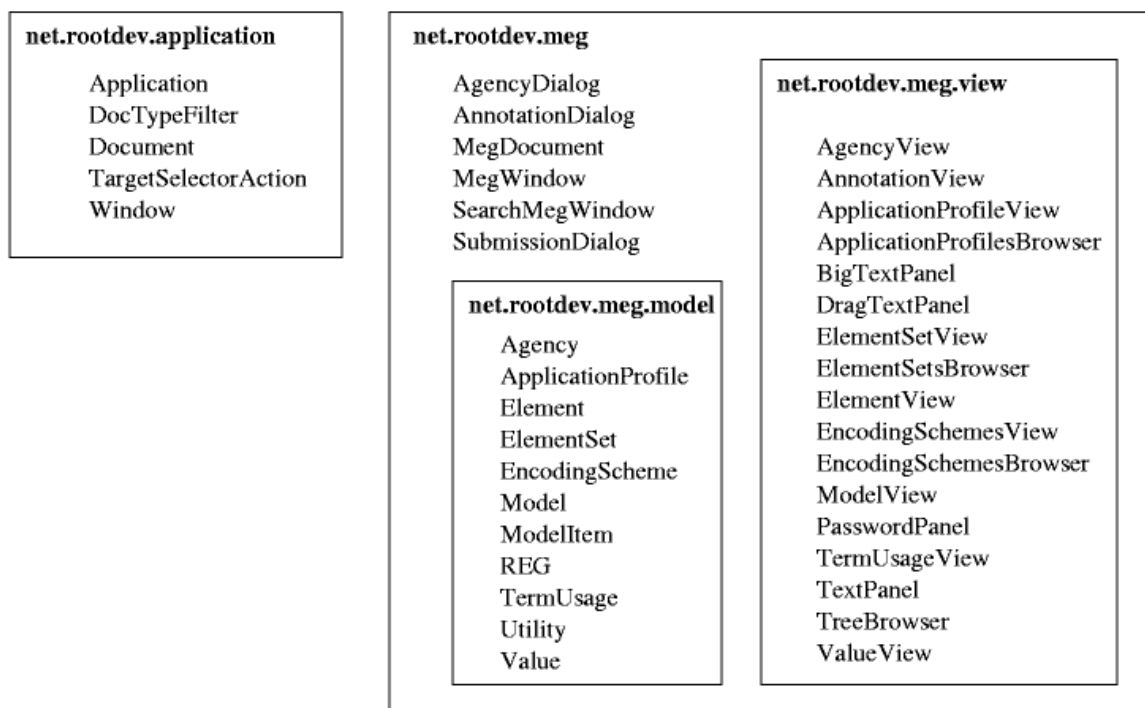 net.rootdev.application
Application
DocTypeFilter
Document
TargetSelectorAction
Window
net.rootdev.meg
AgencyDialog
AnnotationDialog
MegDocument
MegWindow
SearchMegWindow
SubmissionDialog
net.rootdev.meg.model
Agency
ApplicationProfile
Element
ElementSet
EncodingScheme
Model
ModelItem
REG
TermUsage
Utility
Value
net.rootdev.meg.view
AgencyView
AnnotationView
ApplicationProfileView
ApplicationProfilesBrowser
BigTextPanel
DragTextPanel
ElementSetView
ElementSetsBrowser
ElementView
EncodingSchemesView
EncodingSchemesBrowser
ModelView
PasswordPanel
TermUsageView
TextPanel
TreeBrowser
ValueView